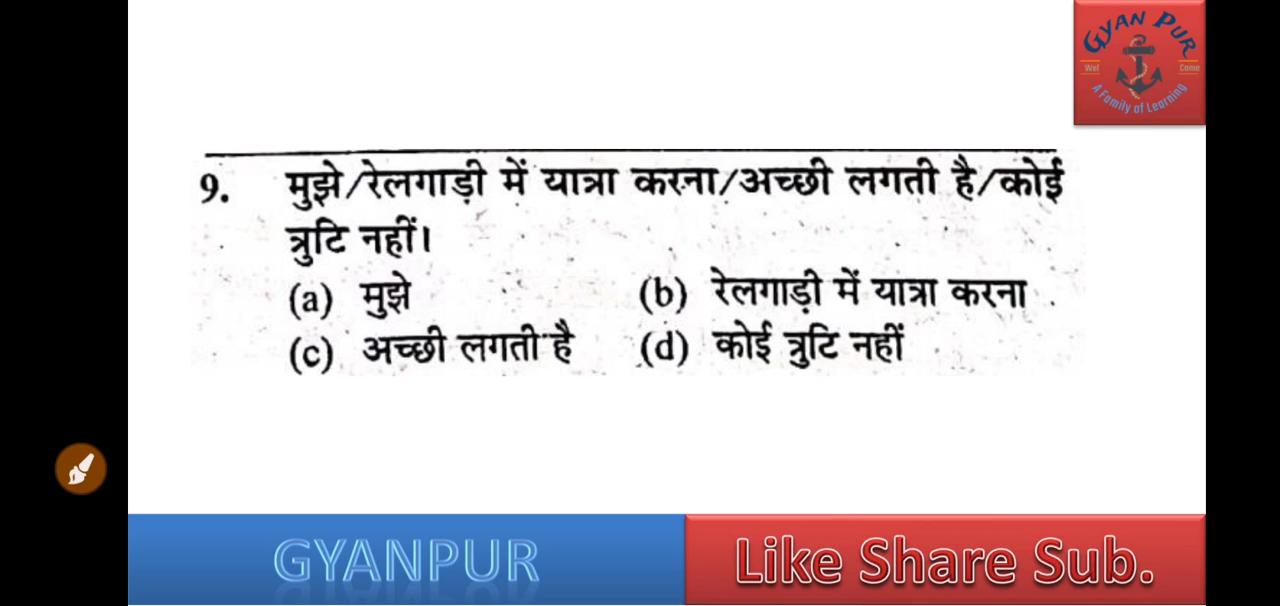 GYAN PUR
Wel Come
A Family of Learning
9. मुझे/रेलगाड़ी में यात्रा करना/अच्छी लगती है/कोई
त्रुटि नहीं।
(a) मुझे (b) रेलगाड़ी में यात्रा करना
(c) अच्छी लगती है (d) कोई त्रुटि नहीं
GYANPUR Like Share Sub.